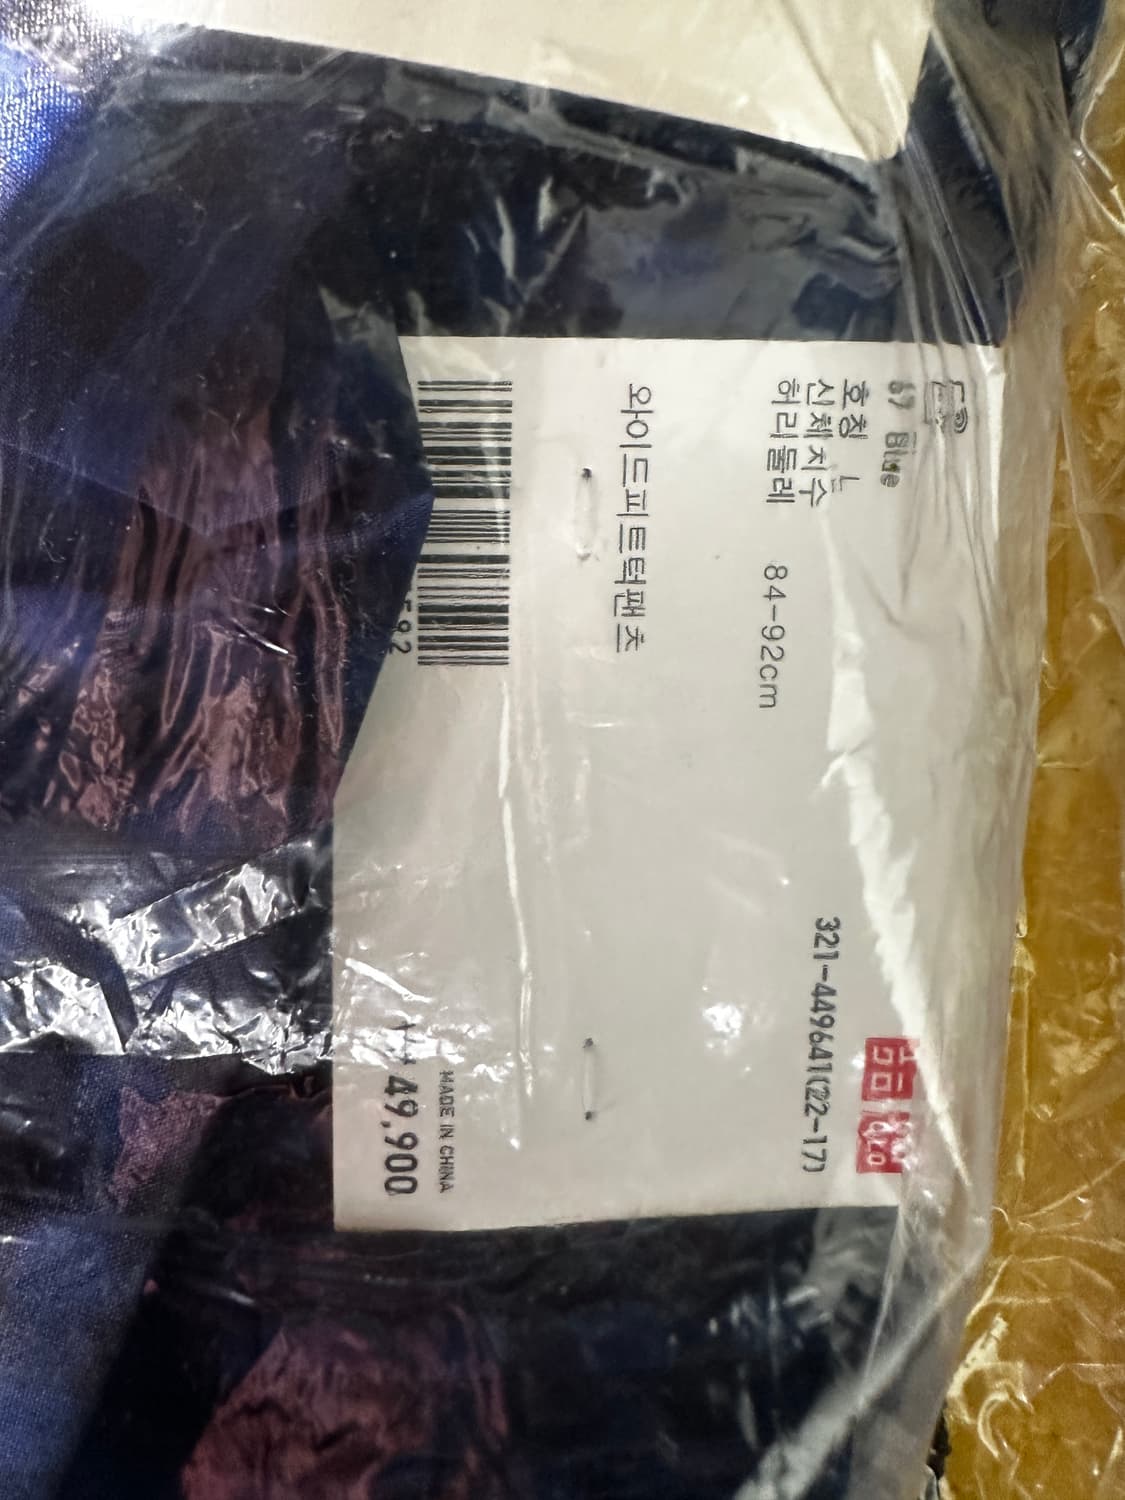 67 Blue
호칭 L
신체치수
허리둘레 84-92cm
321-449641(22-17)
와이드피트턱팬츠
MADE IN CHINA
49,900